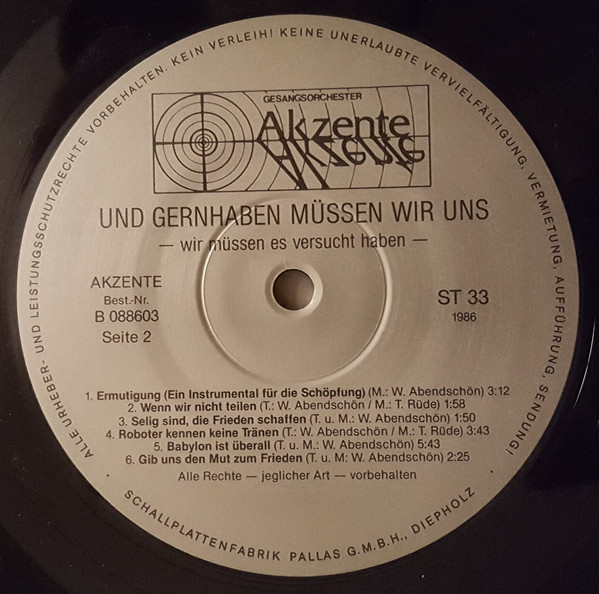 ALLE URHEBER- UND LEISTUNGSSCHUTZRECHTE VORBEHALTEN. KEIN VERLEIH! KEINE UNERLAUBTE VERVIELFÄLTIGUNG, VERMIETUNG, AUFFÜHRUNG, SENDUNG!
GESANGSORCHESTER
Akzente
Akzente
UND GERNHABEN MÜSSEN WIR UNS
— wir müssen es versucht haben —
AKZENTE
Best.-Nr.
B 088603
Seite 2
ST 33
1986
1. Ermutigung (Ein Instrumental für die Schöpfung) (M.: W. Abendschön) 3:12
2. Wenn wir nicht teilen (T.: W. Abendschön / M.: T. Rüde) 1:58
3. Selig sind, die Frieden schaffen (T. u. M.: W. Abendschön) 1:50
4. Roboter kennen keine Tränen (T.: W. Abendschön / M.: T. Rüde) 3:43
5. Babylon ist überall (T. u. M.: W. Abendschön) 5:43
6. Gib uns den Mut zum Frieden (T. u. M: W. Abendschön) 2:25
Alle Rechte — jeglicher Art — vorbehalten
SCHALLPLATTENFABRIK PALLAS G.M.B.H., DIEPHOLZ